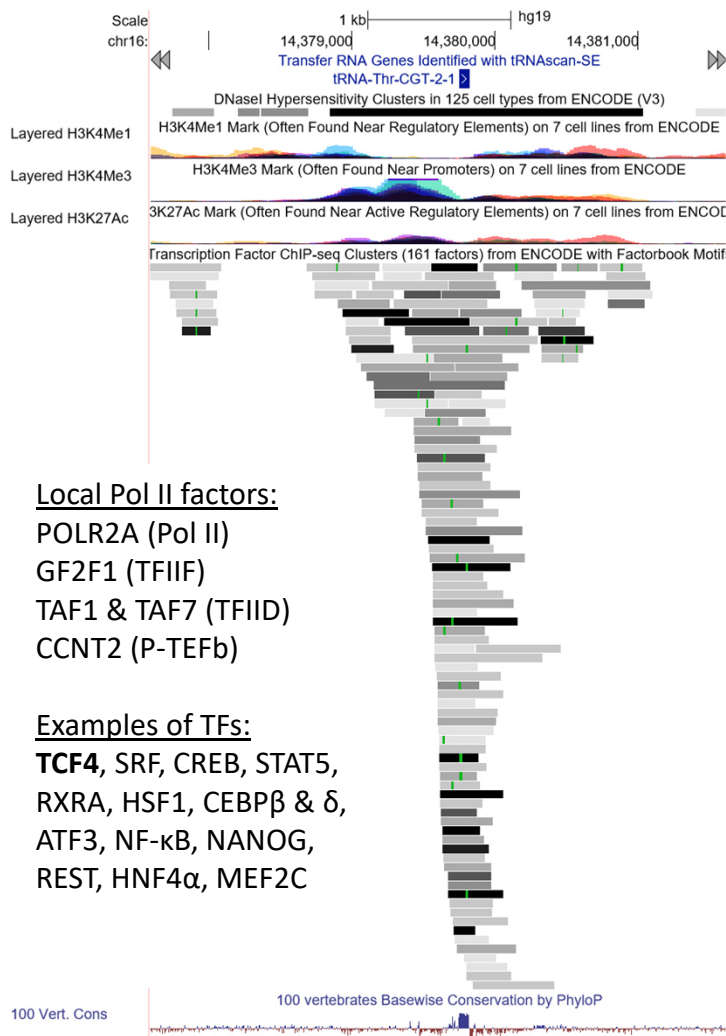 Scale 1 kb hg19
chr16: 14,379,000 14,380,000 14,381,000
Transfer RNA Genes Identified with tRNAscan-SE
tRNA-Thr-CGT-2-1
DNaseI Hypersensitivity Clusters in 125 cell types from ENCODE (V3)
H3K4Me1 Mark (Often Found Near Regulatory Elements) on 7 cell lines from ENCODE
Layered H3K4Me1
H3K4Me3 Mark (Often Found Near Promoters) on 7 cell lines from ENCODE
Layered H3K4Me3
3K27Ac Mark (Often Found Near Active Regulatory Elements) on 7 cell lines from ENCOD
Layered H3K27Ac
Transcription Factor ChIP-seq Clusters (161 factors) from ENCODE with Factorbook Motifs
Local Pol II factors:
POLR2A (Pol II)
GF2F1 (TFIIF)
TAF1 & TAF7 (TFIID)
CCNT2 (P-TEFb)
Examples of TFs:
TCF4, SRF, CREB, STAT5,
RXRA, HSF1, CEBPβ & δ,
ATF3, NF-κB, NANOG,
REST, HNF4α, MEF2C
100 vertebrates Basewise Conservation by PhyloP
100 Vert. Cons